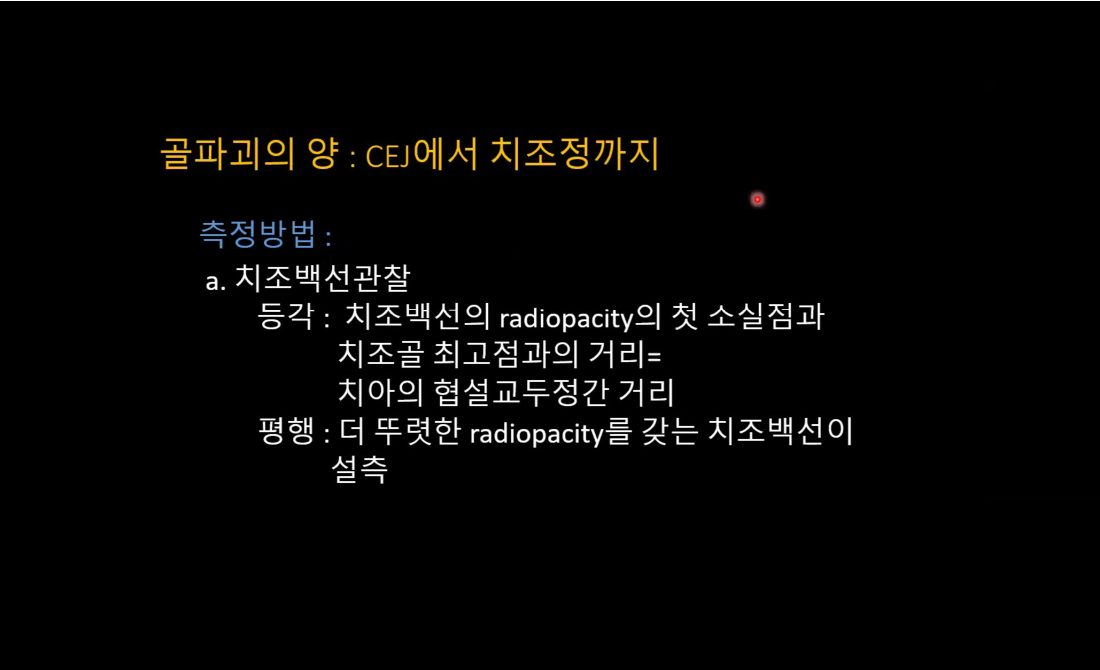 골파괴의 양 : CEJ에서 치조정까지
측정방법 :
a. 치조백선관찰
등각 : 치조백선의 radiopacity의 첫 소실점과
치조골 최고점과의 거리=
치아의 협설교두정간 거리
평행 : 더 뚜렷한 radiopacity를 갖는 치조백선이
설측